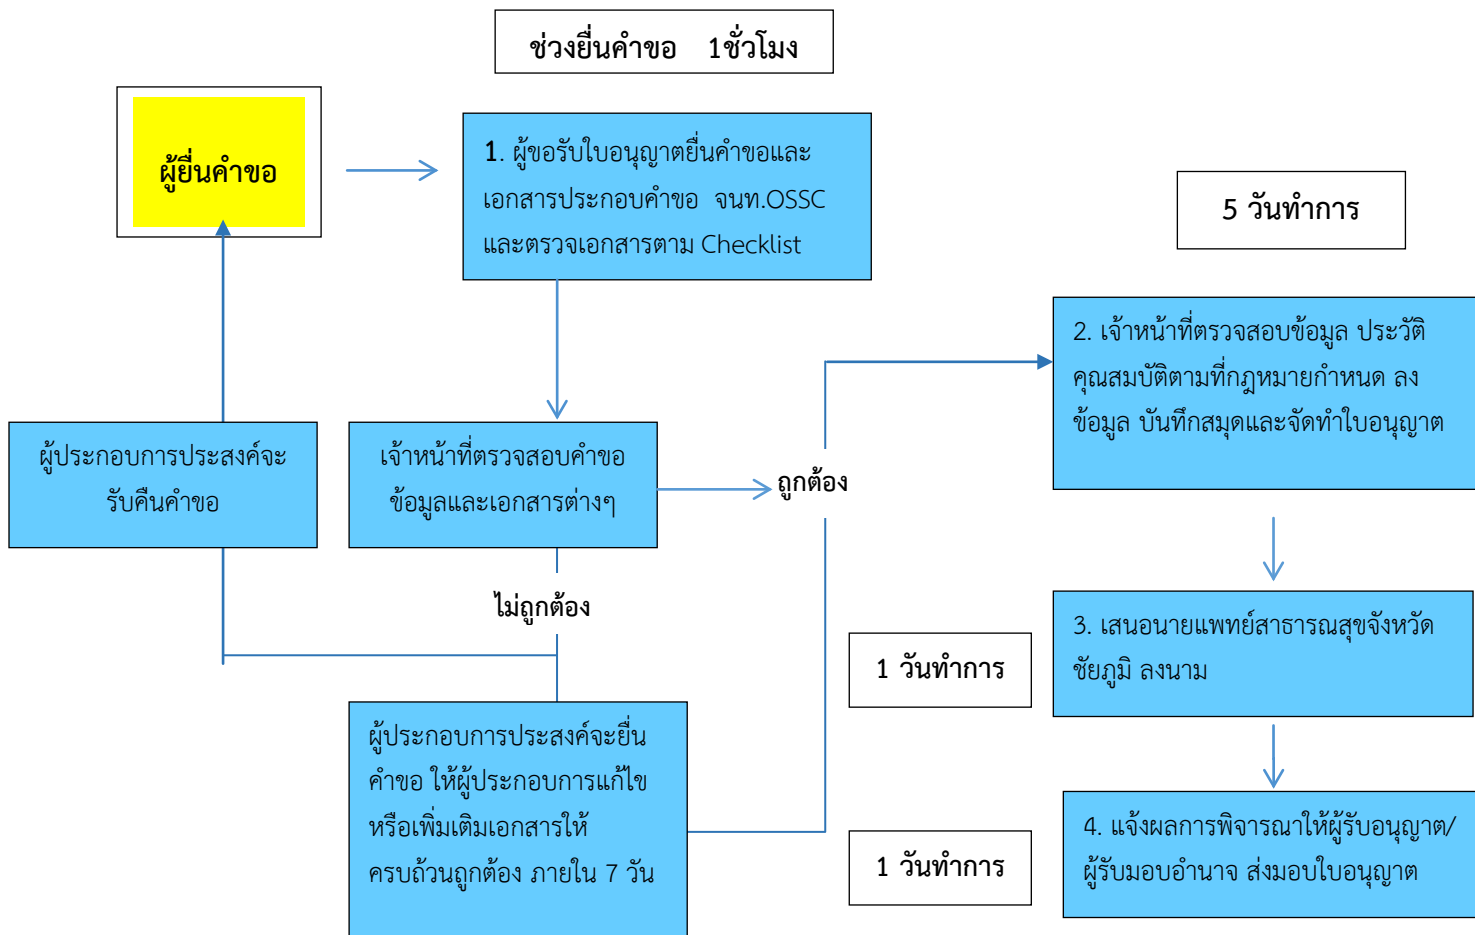 ช่วงยื่นคำขอ 1ชั่วโมง
ผู้ยื่นคำขอ
1. ผู้ขอรับใบอนุญาตยื่นคำขอและ
เอกสารประกอบคำขอ จนท.OSSC
และตรวจเอกสารตาม Checklist
5 วันทำการ
2. เจ้าหน้าที่ตรวจสอบข้อมูล ประวัติ
คุณสมบัติตามที่กฎหมายกำหนด ลง
ข้อมูล บันทึกสมุดและจัดทำใบอนุญาต
ผู้ประกอบการประสงค์จะ
รับคืนคำขอ
เจ้าหน้าที่ตรวจสอบคำขอ
ข้อมูลและเอกสารต่างๆ
ถูกต้อง
ไม่ถูกต้อง
1 วันทำการ
3. เสนอนายแพทย์สาธารณสุขจังหวัด
ชัยภูมิ ลงนาม
ผู้ประกอบการประสงค์จะยื่น
คำขอ ให้ผู้ประกอบการแก้ไข
หรือเพิ่มเติมเอกสารให้
ครบถ้วนถูกต้อง ภายใน 7 วัน
1 วันทำการ
4. แจ้งผลการพิจารณาให้ผู้รับอนุญาต/
ผู้รับมอบอำนาจ ส่งมอบใบอนุญาต